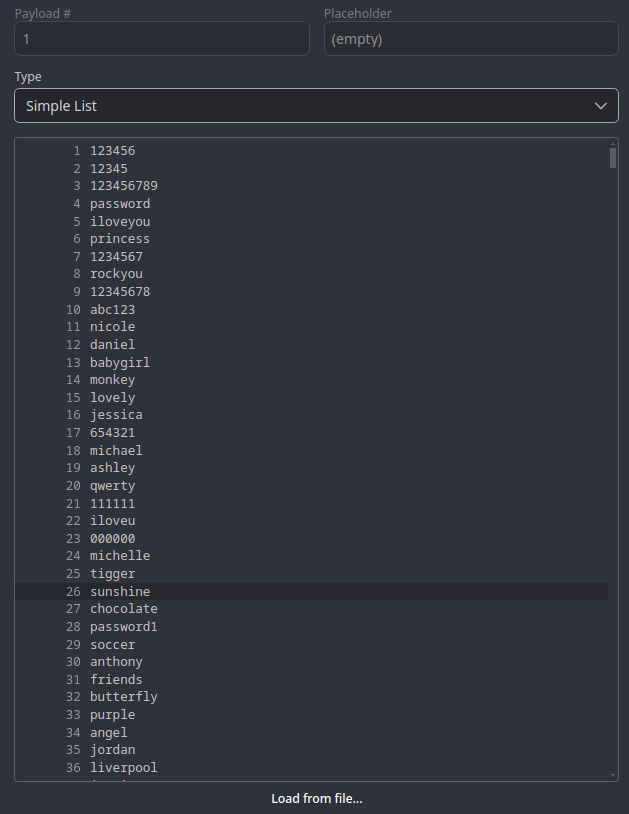 Payload # Placeholder
1 (empty)
Type
Simple List
1 123456
2 12345
3 123456789
4 password
5 iloveyou
6 princess
7 1234567
8 rockyou
9 12345678
10 abc123
11 nicole
12 daniel
13 babygirl
14 monkey
15 lovely
16 jessica
17 654321
18 michael
19 ashley
20 qwerty
21 111111
22 iloveu
23 000000
24 michelle
25 tigger
26 sunshine
27 chocolate
28 password1
29 soccer
30 anthony
31 friends
32 butterfly
33 purple
34 angel
35 jordan
36 liverpool
Load from file...